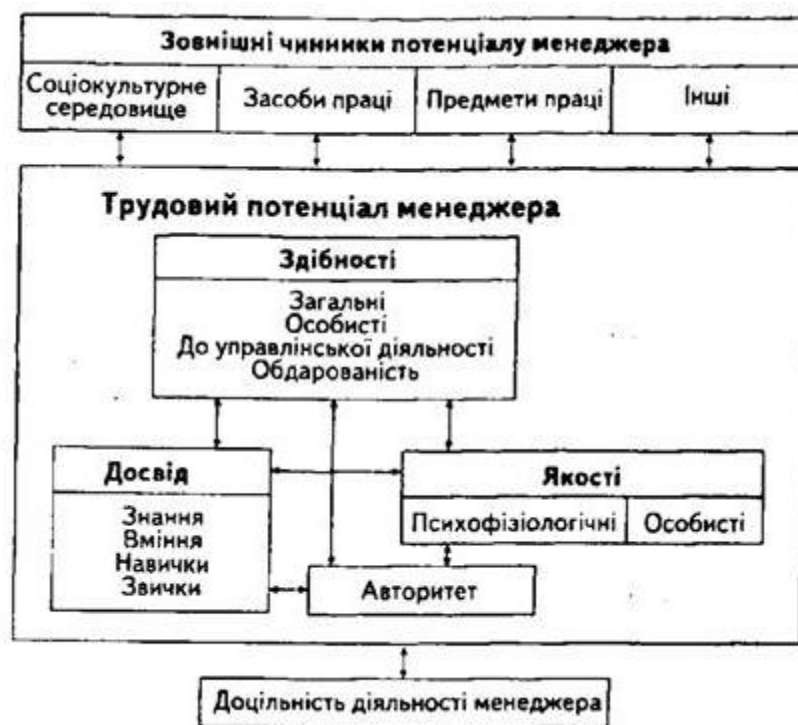 Зовнішні чинники потенціалу менеджера
Соціокультурне
середовище
Засоби праці
Предмети праці
Інші
Трудовий потенціал менеджера
Здібності
Загальні
Особисті
До управлінської діяльності
Обдарованість
Досвід
Знання
Вміння
Навички
Звички
Якості
Психофізіологічні
Особисті
Авторитет
Доцільність діяльності менеджера